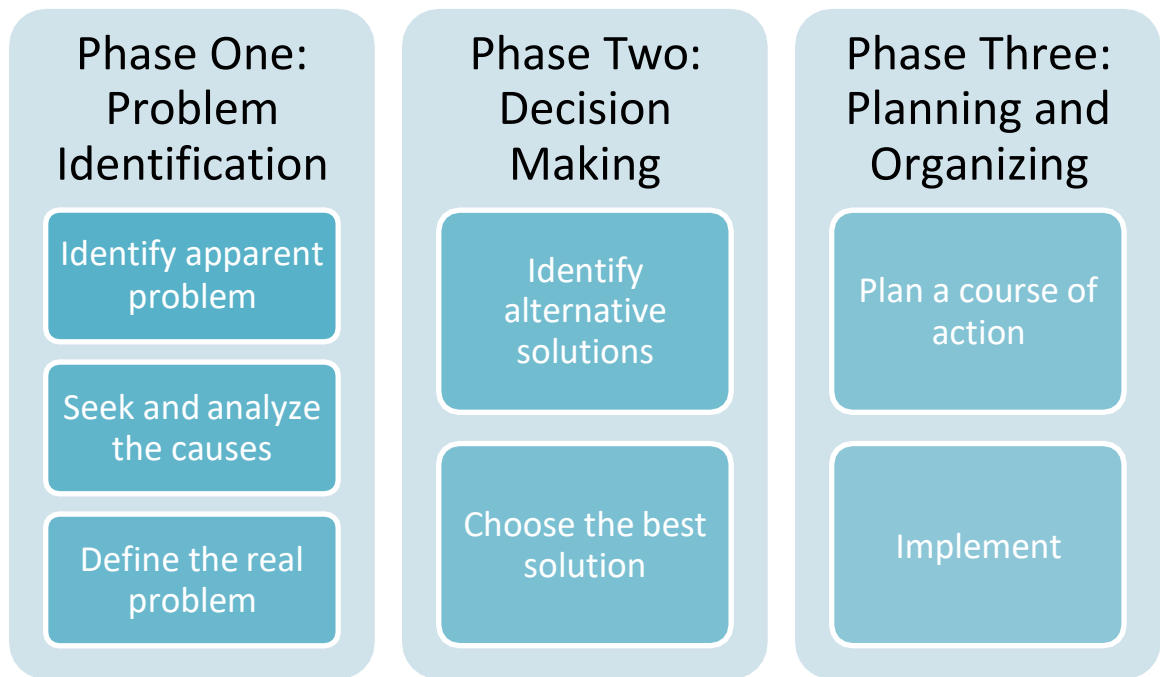 Phase One:
Problem
Identification
Identify apparent
problem
Seek and analyze
the causes
Define the real
problem
Phase Two:
Decision
Making
Identify
alternative
solutions
Choose the best
solution
Phase Three:
Planning and
Organizing
Plan a course of
action
Implement